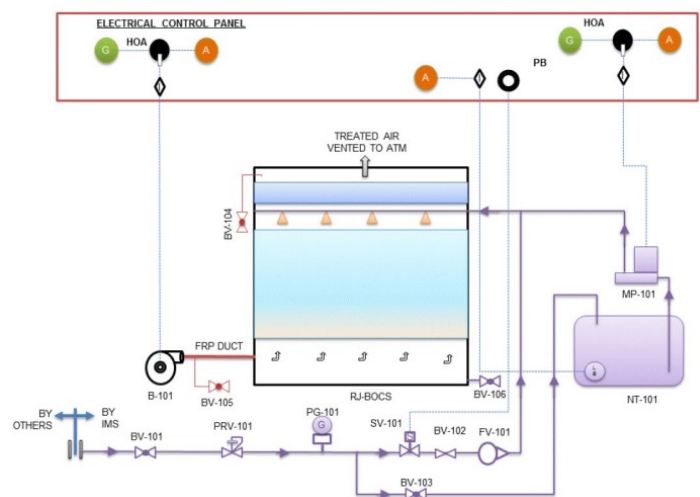 ELECTRICAL CONTROL PANEL
G
HOA
A
A
PB
G
HOA
A
TREATED AIR
VENTED TO ATM
BV-104
MP-101
FRP DUCT
B-101
BV-105
RJ-BOCS
BV-106
NT-101
BY
OTHERS
BY
IMS
BV-101
PRV-101
PG-101
G
SV-101
BV-102
FV-101
BV-103